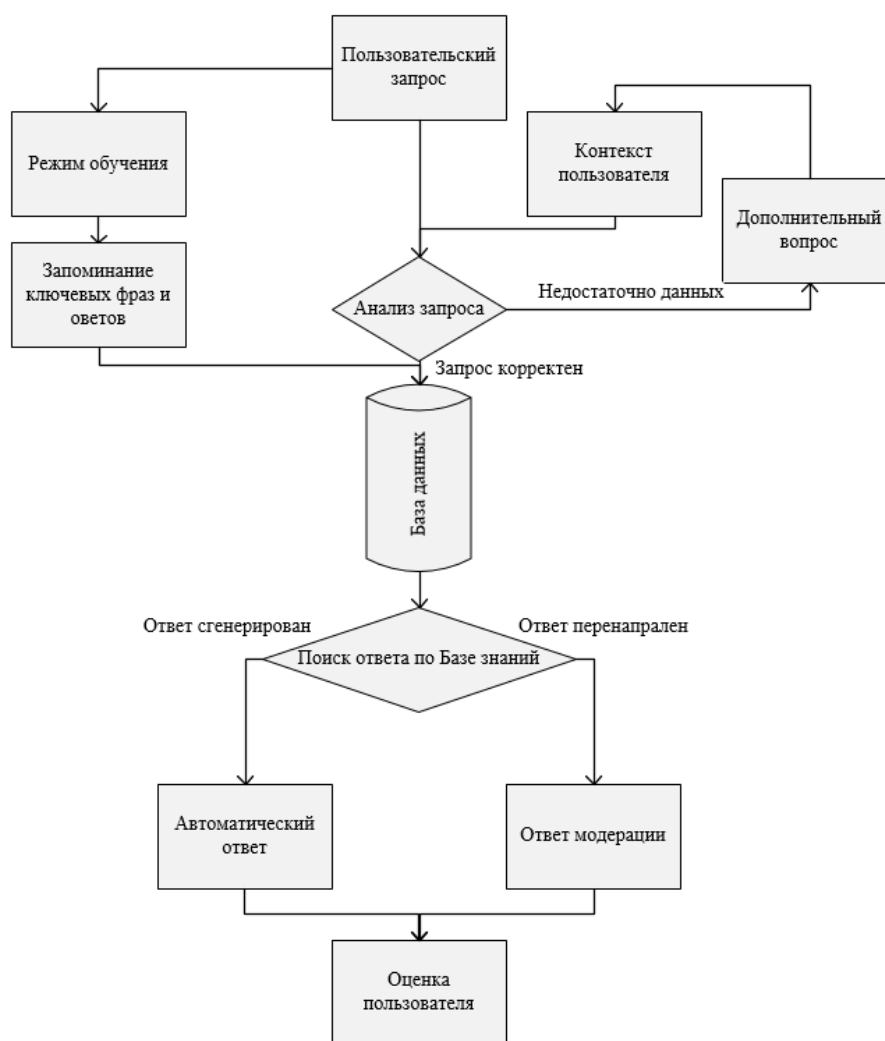 Пользовательский
запрос
Режим обучения
Контекст
пользователя
Дополнительный
вопрос
Запоминание
ключевых фраз и
оветов
Анализ запроса
Недостаточно данных
Запрос корректен
База данных
Ответ сгенерирован
Ответ перенапрален
Поиск ответа по Базе знаний
Автоматический
ответ
Ответ модерации
Оценка
пользователя